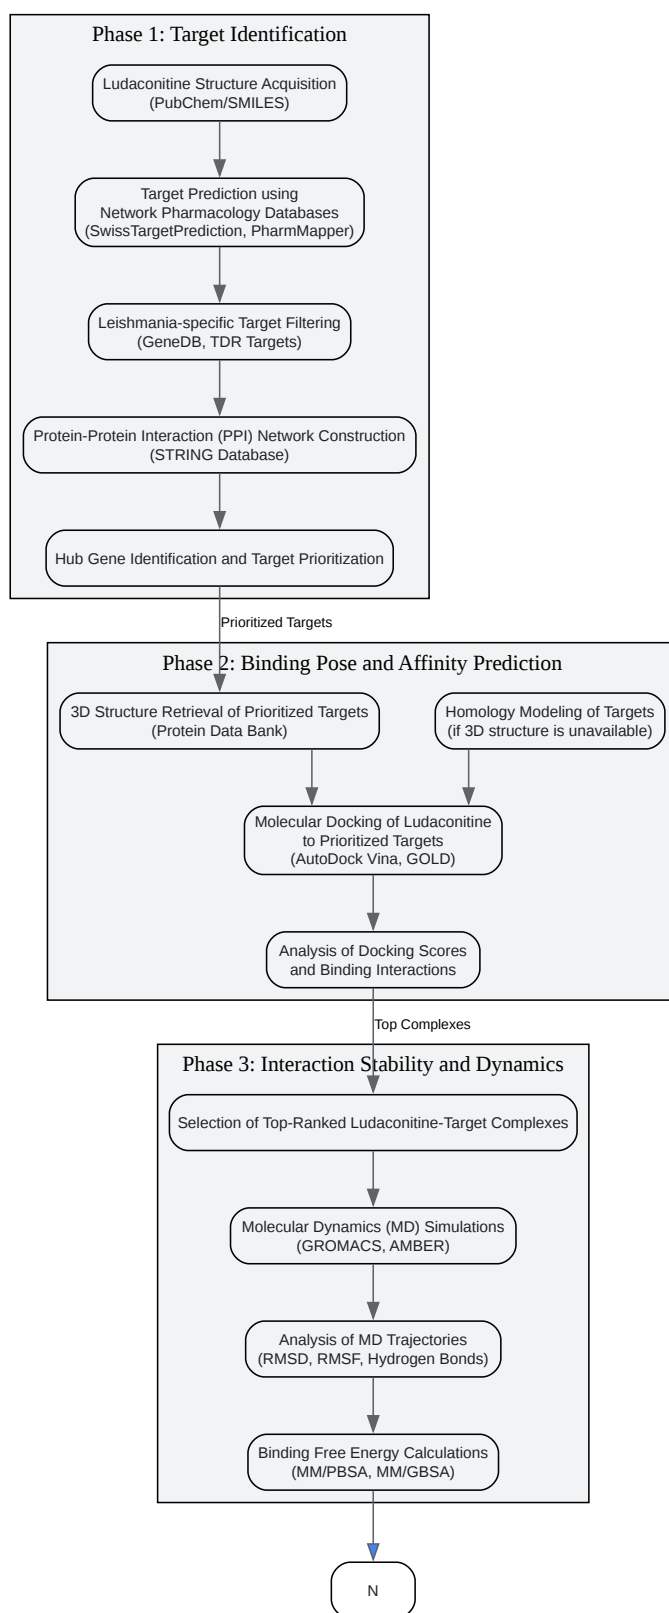 Phase 1: Target Identification
Ludaconitine Structure Acquisition
(PubChem/SMILES)
Target Prediction using
Network Pharmacology Databases
(SwissTargetPrediction, PharmMapper)
Leishmania-specific Target Filtering
(GeneDB, TDR Targets)
Protein-Protein Interaction (PPI) Network Construction
(STRING Database)
Hub Gene Identification and Target Prioritization
Prioritized Targets
Phase 2: Binding Pose and Affinity Prediction
3D Structure Retrieval of Prioritized Targets
(Protein Data Bank)
Homology Modeling of Targets
(if 3D structure is unavailable)
Molecular Docking of Ludaconitine
to Prioritized Targets
(AutoDock Vina, GOLD)
Analysis of Docking Scores
and Binding Interactions
Top Complexes
Phase 3: Interaction Stability and Dynamics
Selection of Top-Ranked Ludaconitine-Target Complexes
Molecular Dynamics (MD) Simulations
(GROMACS, AMBER)
Analysis of MD Trajectories
(RMSD, RMSF, Hydrogen Bonds)
Binding Free Energy Calculations
(MM/PBSA, MM/GBSA)
N